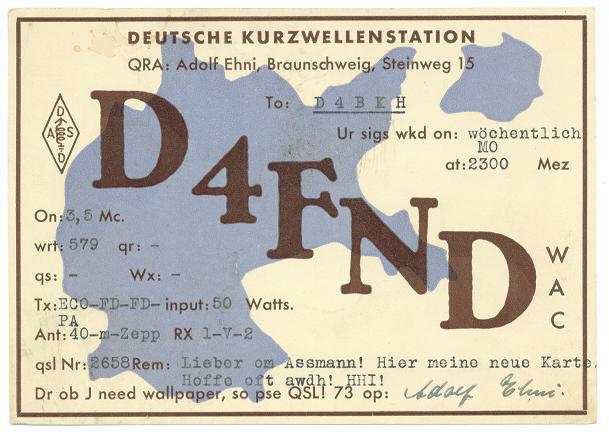 DEUTSCHE KURZWELLENSTATION
QRA: Adolf Ehni, Braunschweig, Steinweg 15
To: D4BKH
Ur sigs wkd on: wöchentlich
MO
at: 2300 Mez
DASD
D4FND
On: 3,5 Mc.
wrt: 579 qr: -
qs: - Wx: -
WAC
Tx: ECO-FD-FD- input: 50 Watts.
PA
Ant: 40-m-Zepp RX 1-V-2
qsl Nr: 2658 Rem: Lieber om Assmann! Hier meine neue Karte.
Hoffe oft awdh! HHI!
Dr ob J need wallpaper, so pse QSL! 73 op: Adolf Ehni.